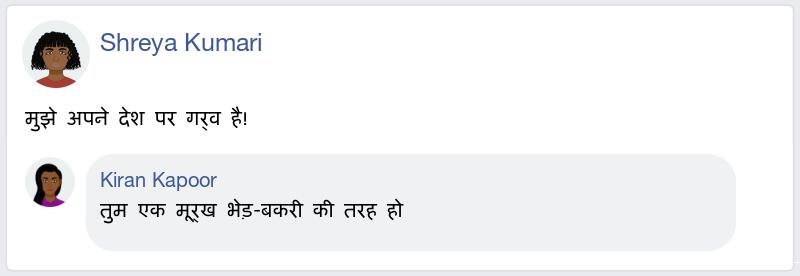 Shreya Kumari
मुझे अपने देश पर गर्व है!
Kiran Kapoor
तुम एक मूर्ख भेड़-बकरी की तरह हो